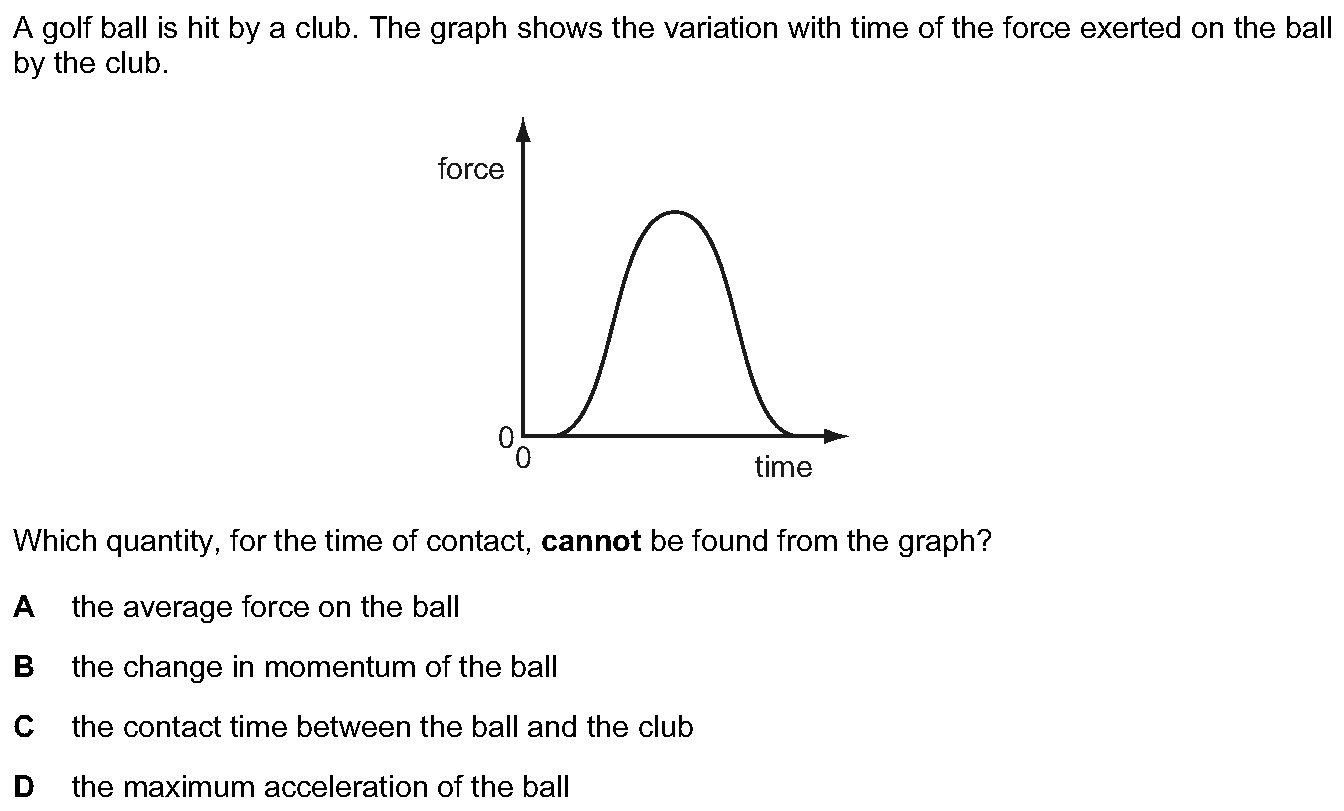 A golf ball is hit by a club. The graph shows the variation with time of the force exerted on the ball
by the club.
force
0
0
time
Which quantity, for the time of contact, cannot be found from the graph?
A the average force on the ball
B the change in momentum of the ball
C the contact time between the ball and the club
D the maximum acceleration of the ball